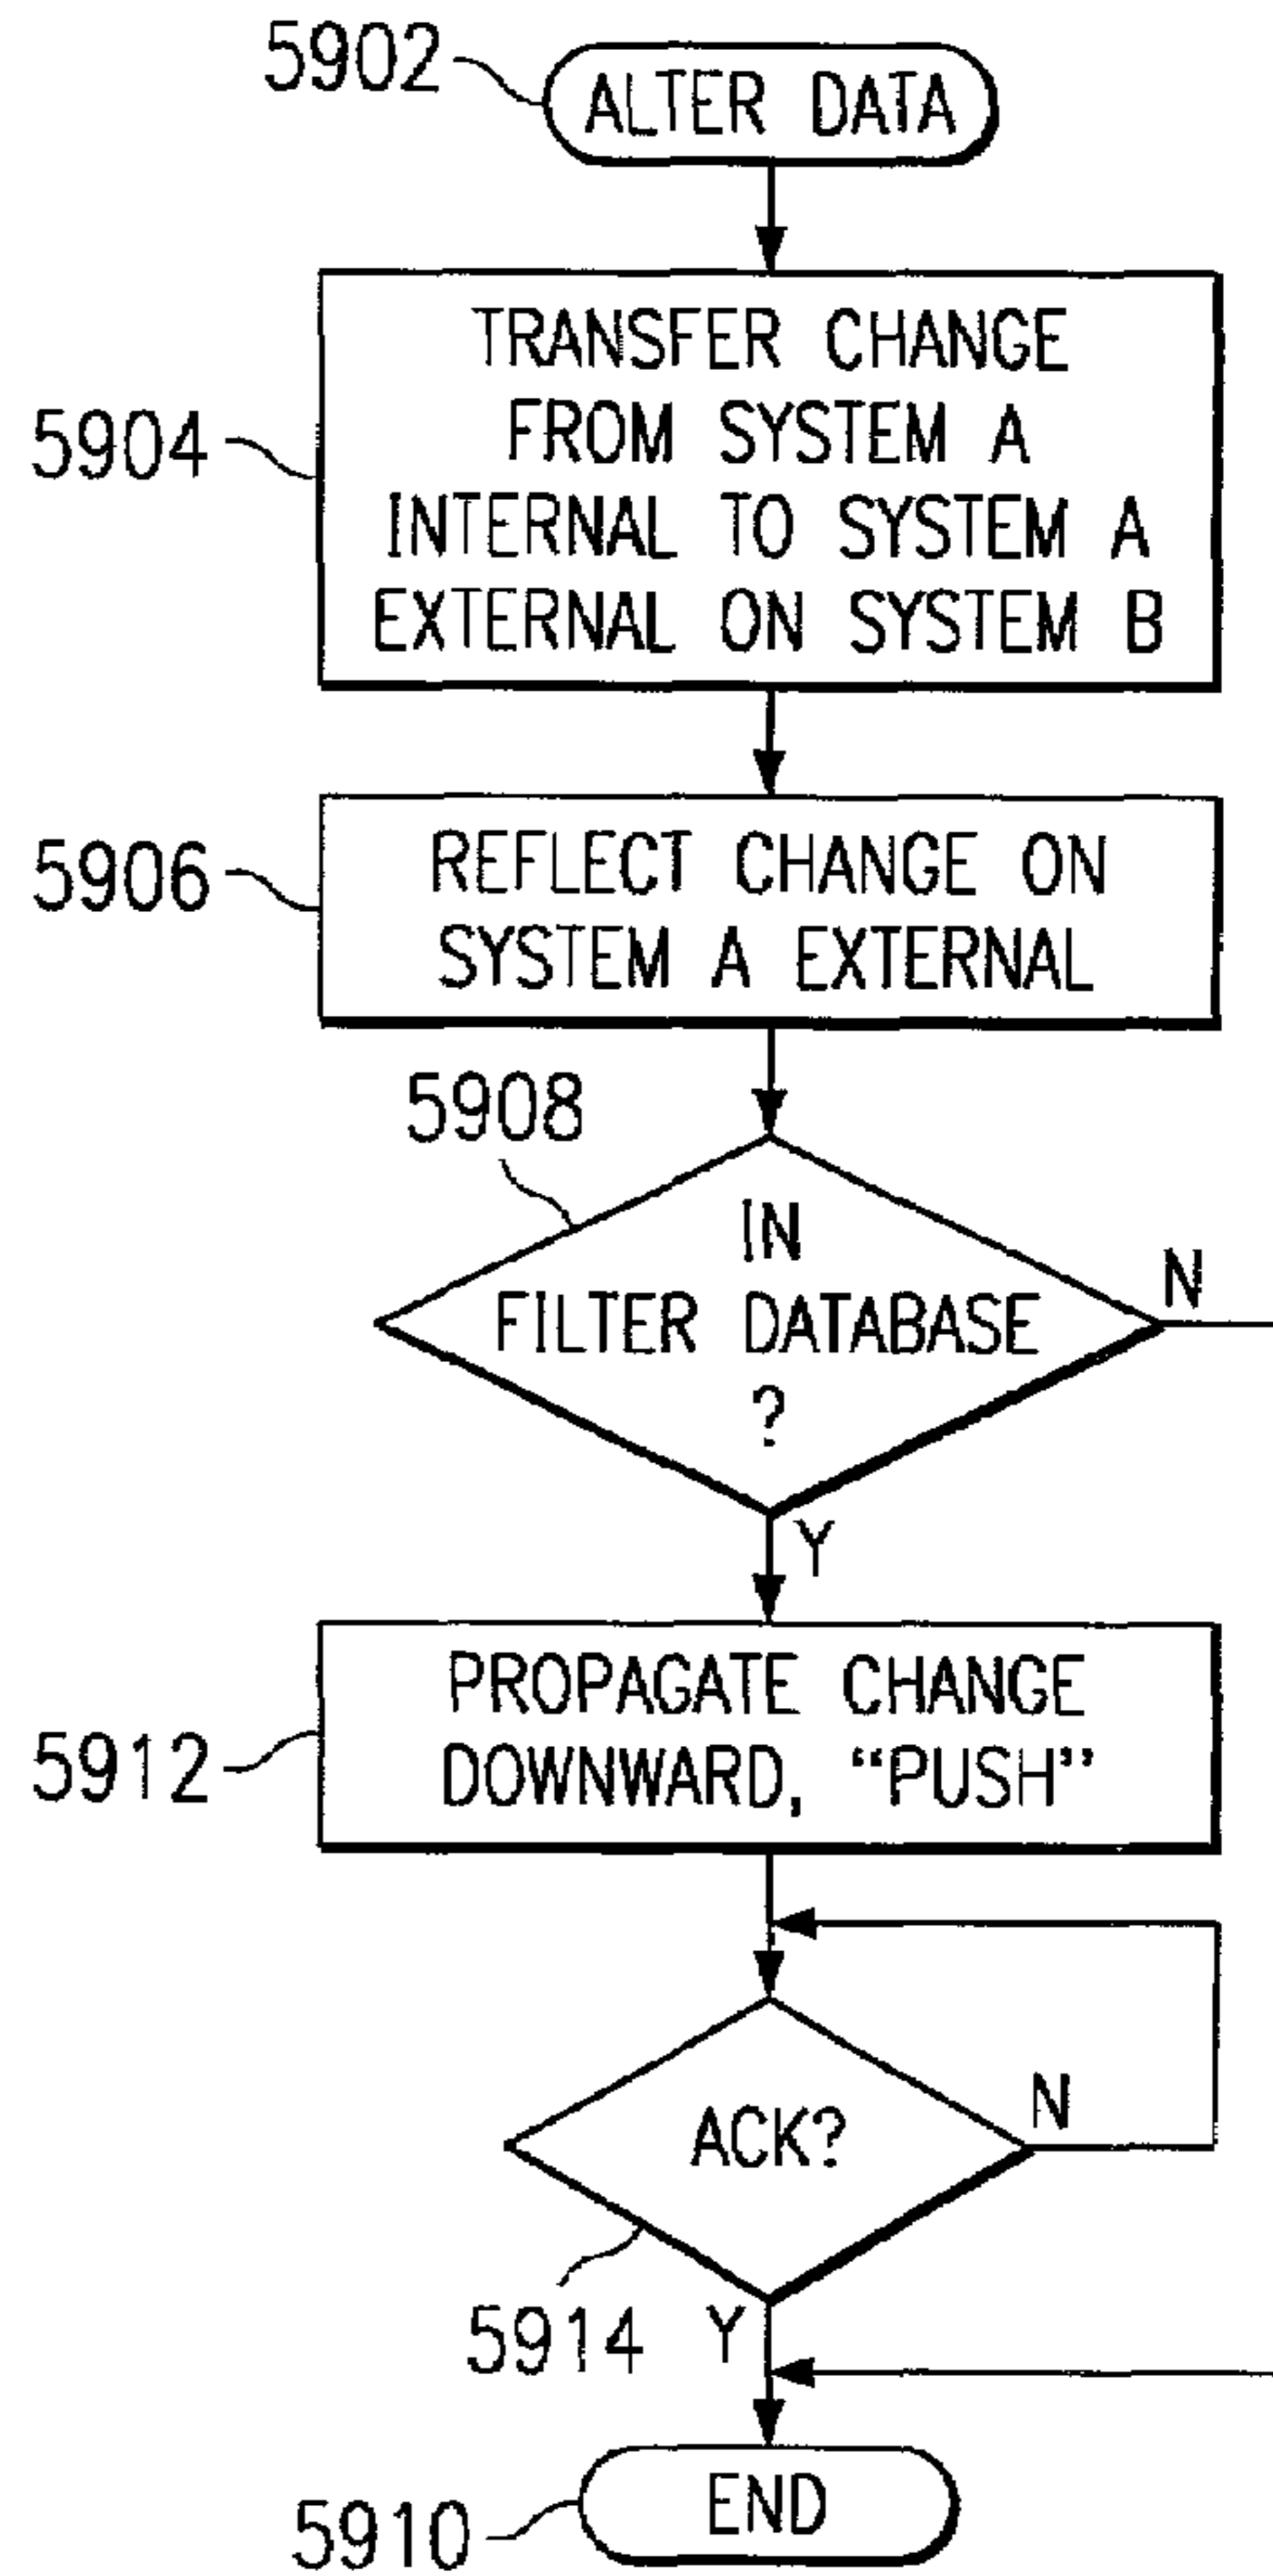 5902
ALTER DATA
5904
TRANSFER CHANGE
FROM SYSTEM A
INTERNAL TO SYSTEM A
EXTERNAL ON SYSTEM B
5906
REFLECT CHANGE ON
SYSTEM A EXTERNAL
5908
IN
FILTER DATABASE
?
N
Y
5912
PROPAGATE CHANGE
DOWNWARD, “PUSH”
ACK?
N
5914
Y
5910
END